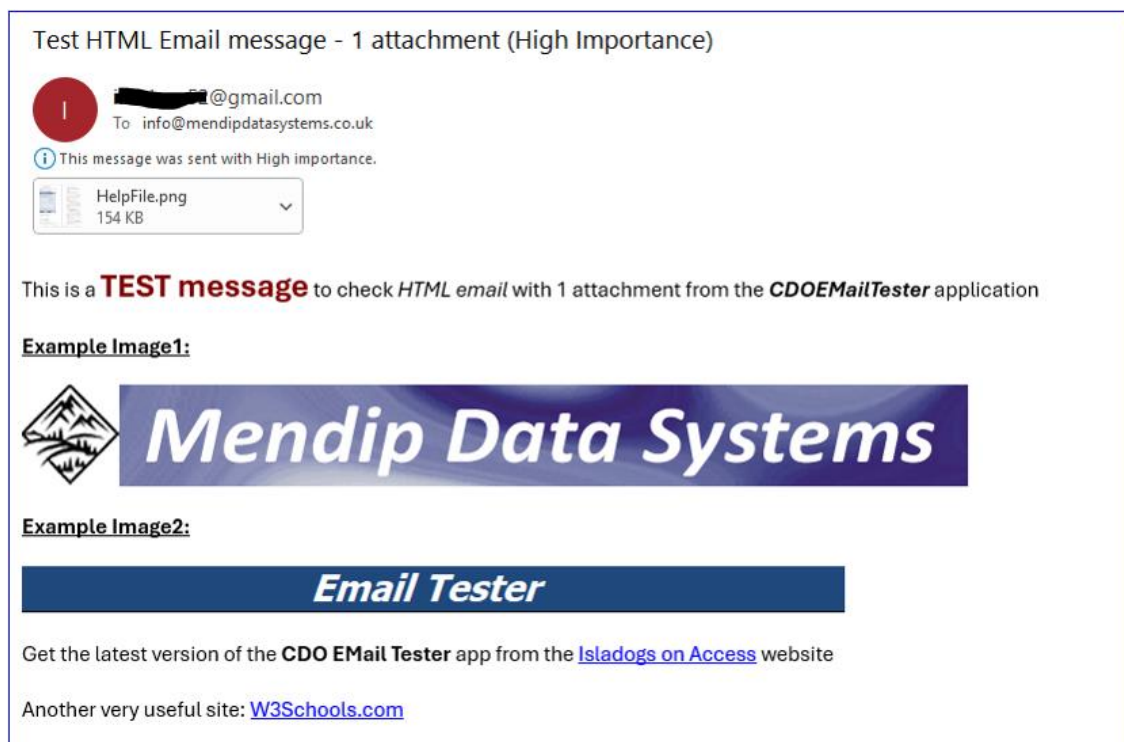 Test HTML Email message - 1 attachment (High Importance)
I
@gmail.com
To info@mendipdatasystems.co.uk
i This message was sent with High importance.
HelpFile.png
154 KB
This is a TEST message to check HTML email with 1 attachment from the CDOEMailTester application
Example Image1:
Mendip Data Systems
Example Image2:
Email Tester
Get the latest version of the CDO EMail Tester app from the Isladogs on Access website
Another very useful site: W3Schools.com